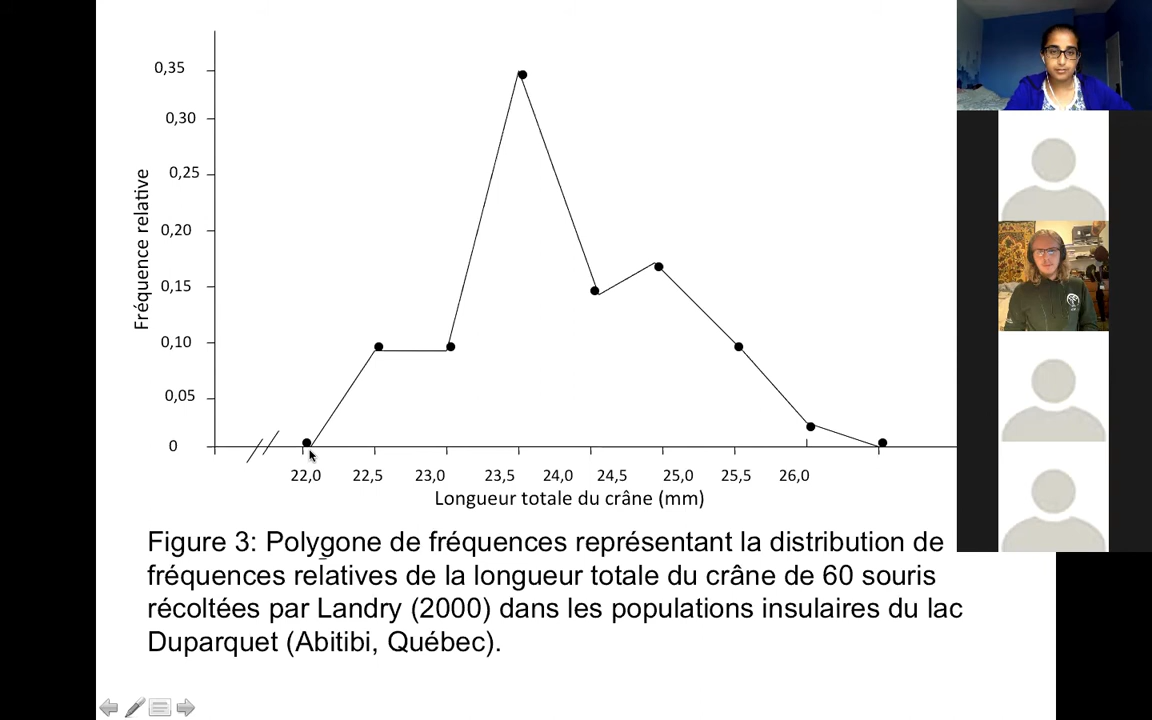 0,35
0,30
0,25
0,20
0,15
0,10
0,05
0
Fréquence relative
22,0 22,5 23,0 23,5 24,0 24,5 25,0 25,5 26,0
Longueur totale du crâne (mm)
Figure 3: Polygone de fréquences représentant la distribution de
fréquences relatives de la longueur totale du crâne de 60 souris
récoltées par Landry (2000) dans les populations insulaires du lac
Duparquet (Abitibi, Québec).